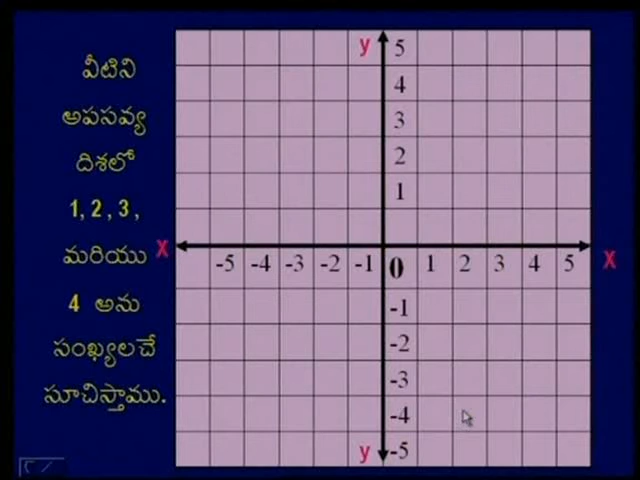 వీటిని
అపసవ్య
దిశలో
1, 2 , 3 ,
మరియు
4 అను
సంఖ్యలచే
సూచిస్తాము.
y
5
4
3
2
1
X -5 -4 -3 -2 -1 0 1 2 3 4 5 X
-1
-2
-3
-4
y -5